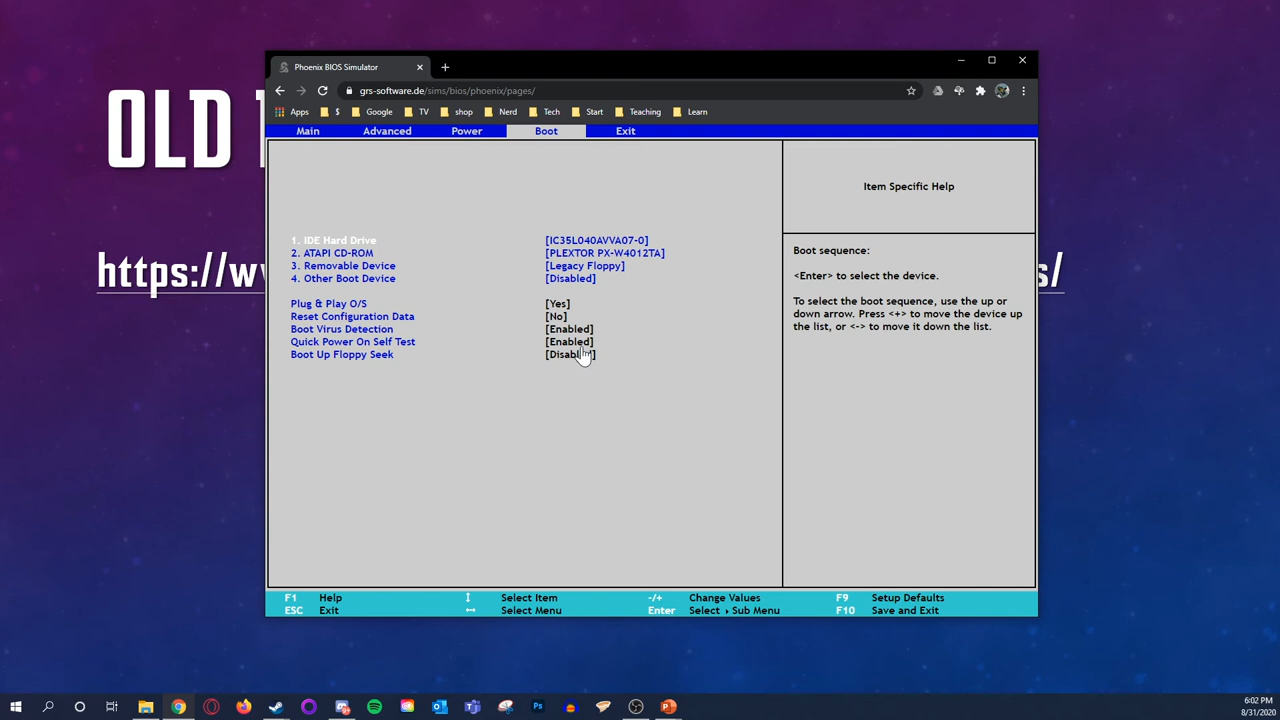 OLD
https://w
s/
Phoenix BIOS Simulator
grs-software.de/sims/bios/phoenix/pages/
Apps $ Google TV shop Nerd Tech Start Teaching Learn
Main Advanced Power Boot Exit
1. IDE Hard Drive [IC35L040AVVA07-0]
2. ATAPI CD-ROM [PLEXTOR PX-W4012TA]
3. Removable Device [Legacy Floppy]
4. Other Boot Device [Disabled]
Plug & Play O/S [Yes]
Reset Configuration Data [No]
Boot Virus Detection [Enabled]
Quick Power On Self Test [Enabled]
Boot Up Floppy Seek
Item Specific Help
Boot sequence:
<Enter> to select the device.
To select the boot sequence, use the up or
down arrow. Press <+> to move the device up
the list, or <-> to move it down the list.
F1 Help ↕ Select Item -/+ Change Values F9 Setup Defaults
ESC Exit ↔ Select Menu Enter Select › Sub Menu F10 Save and Exit
6:02 PM
8/31/2020